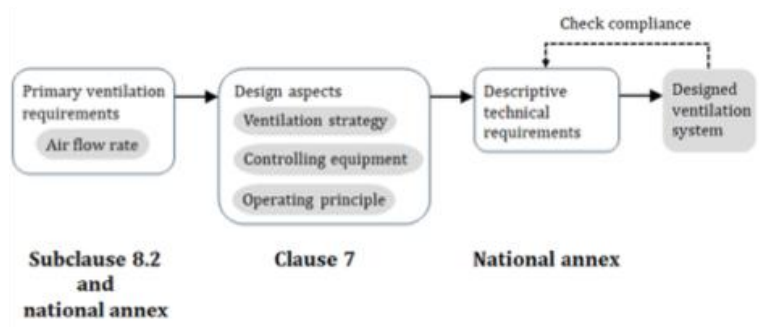 Check compliance
Primary ventilation
requirements
Air flow rate
Design aspects
Ventilation strategy
Controlling equipment
Operating principle
Descriptive
technical
requirements
Designed
ventilation
system
Subclause 8.2
and
national annex
Clause 7
National annex